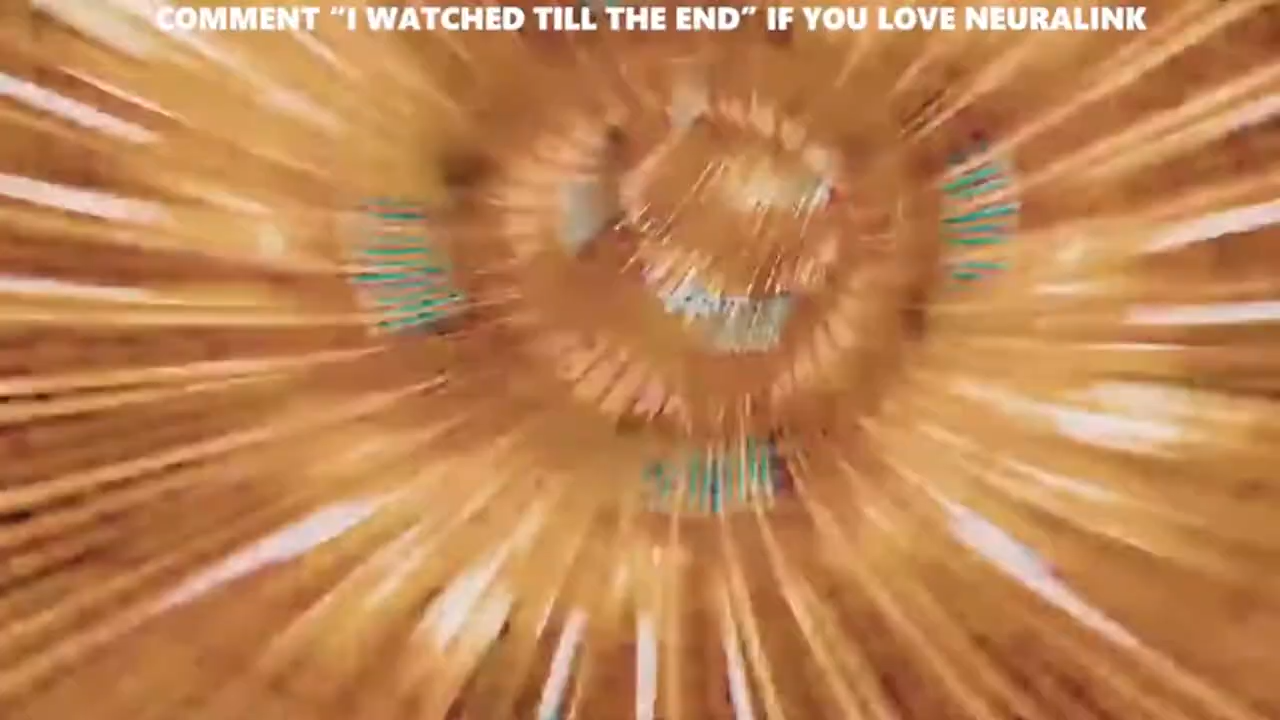 COMMENT “I WATCHED TILL THE END” IF YOU LOVE NEURALINK